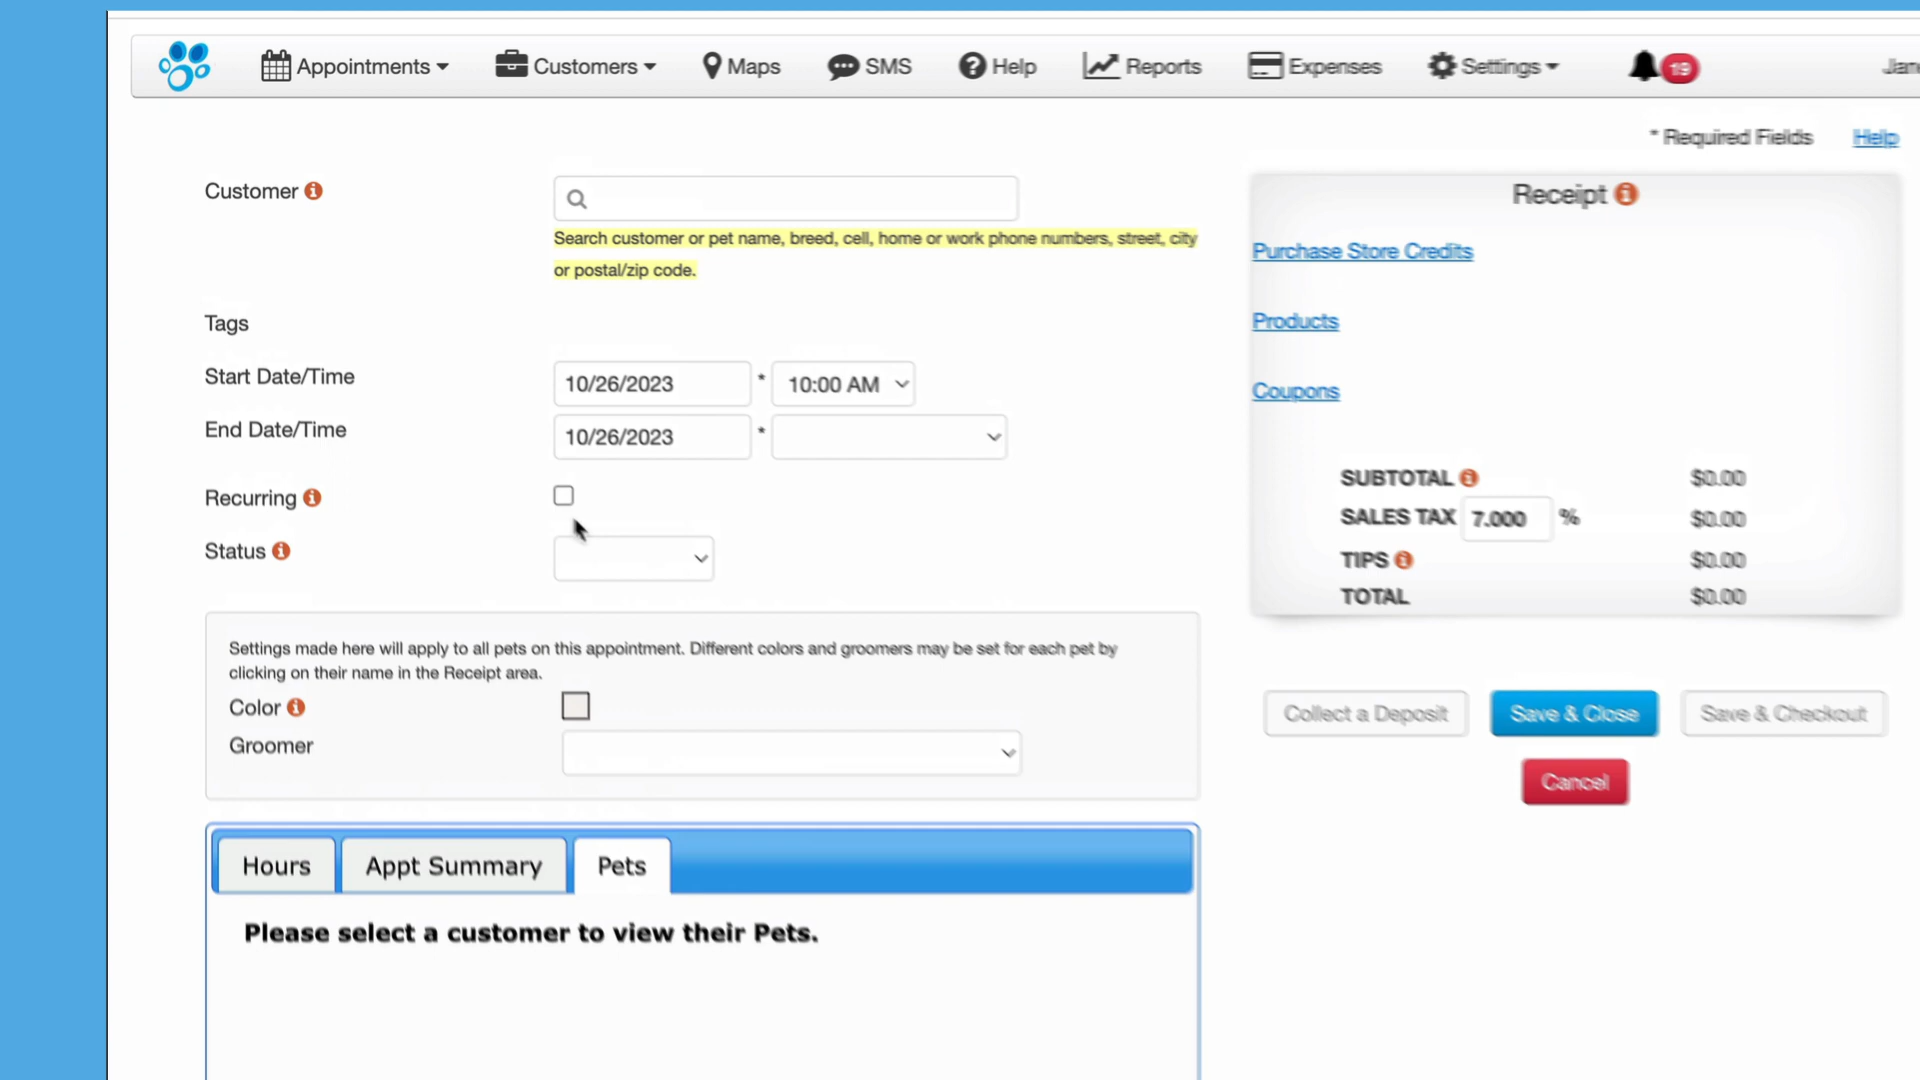 Appointments Customers Maps SMS Help Reports Expenses Settings 19
* Required Fields Help
Customer
Search customer or pet name, breed, cell, home or work phone numbers, street, city
or postal/zip code.
Tags
Start Date/Time 10/26/2023 * 10:00 AM
End Date/Time 10/26/2023 *
Recurring
Status
Settings made here will apply to all pets on this appointment. Different colors and groomers may be set for each pet by
clicking on their name in the Receipt area.
Color
Groomer
Hours Appt Summary Pets
Please select a customer to view their Pets.
Receipt
Purchase Store Credits
Products
Coupons
SUBTOTAL $0.00
SALES TAX 7.000 % $0.00
TIPS $0.00
TOTAL $0.00
Collect a Deposit Save & Close Save & Checkout
Cancel